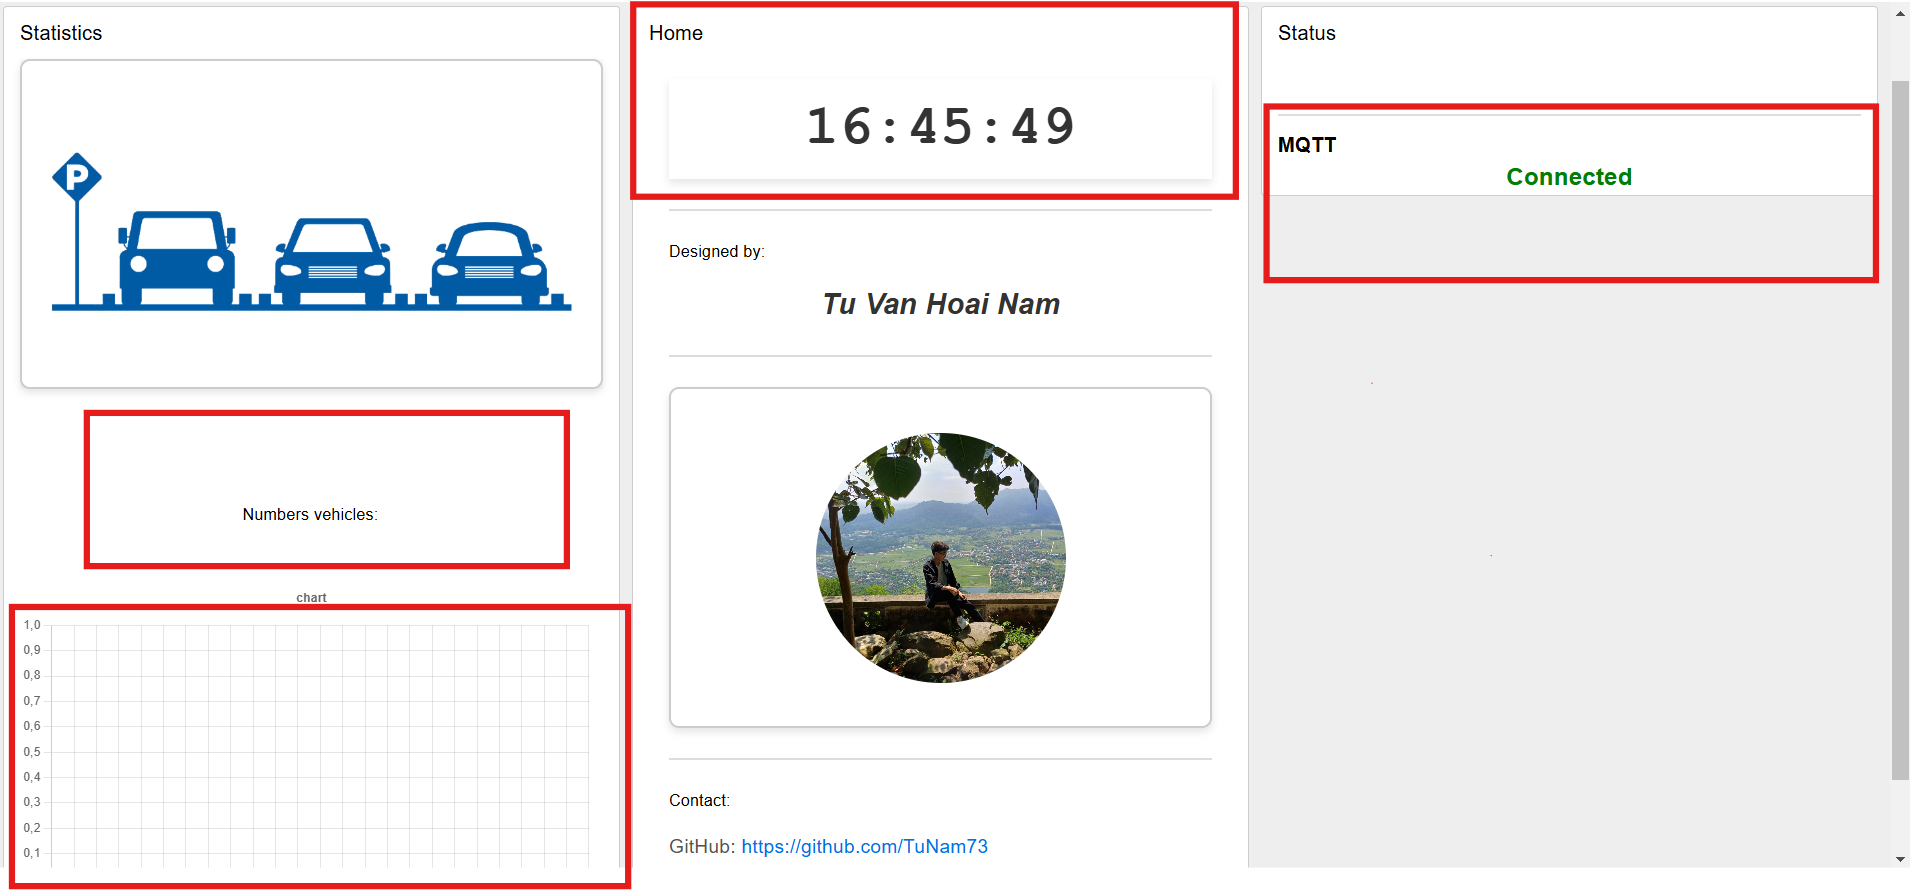 Statistics
P
Numbers vehicles:
chart
1,0
0,9
0,8
0,7
0,6
0,5
0,4
0,3
0,2
0,1
Home
16:45:49
Designed by:
Tu Van Hoai Nam
Contact:
GitHub: https://github.com/TuNam73
Status
MQTT
Connected